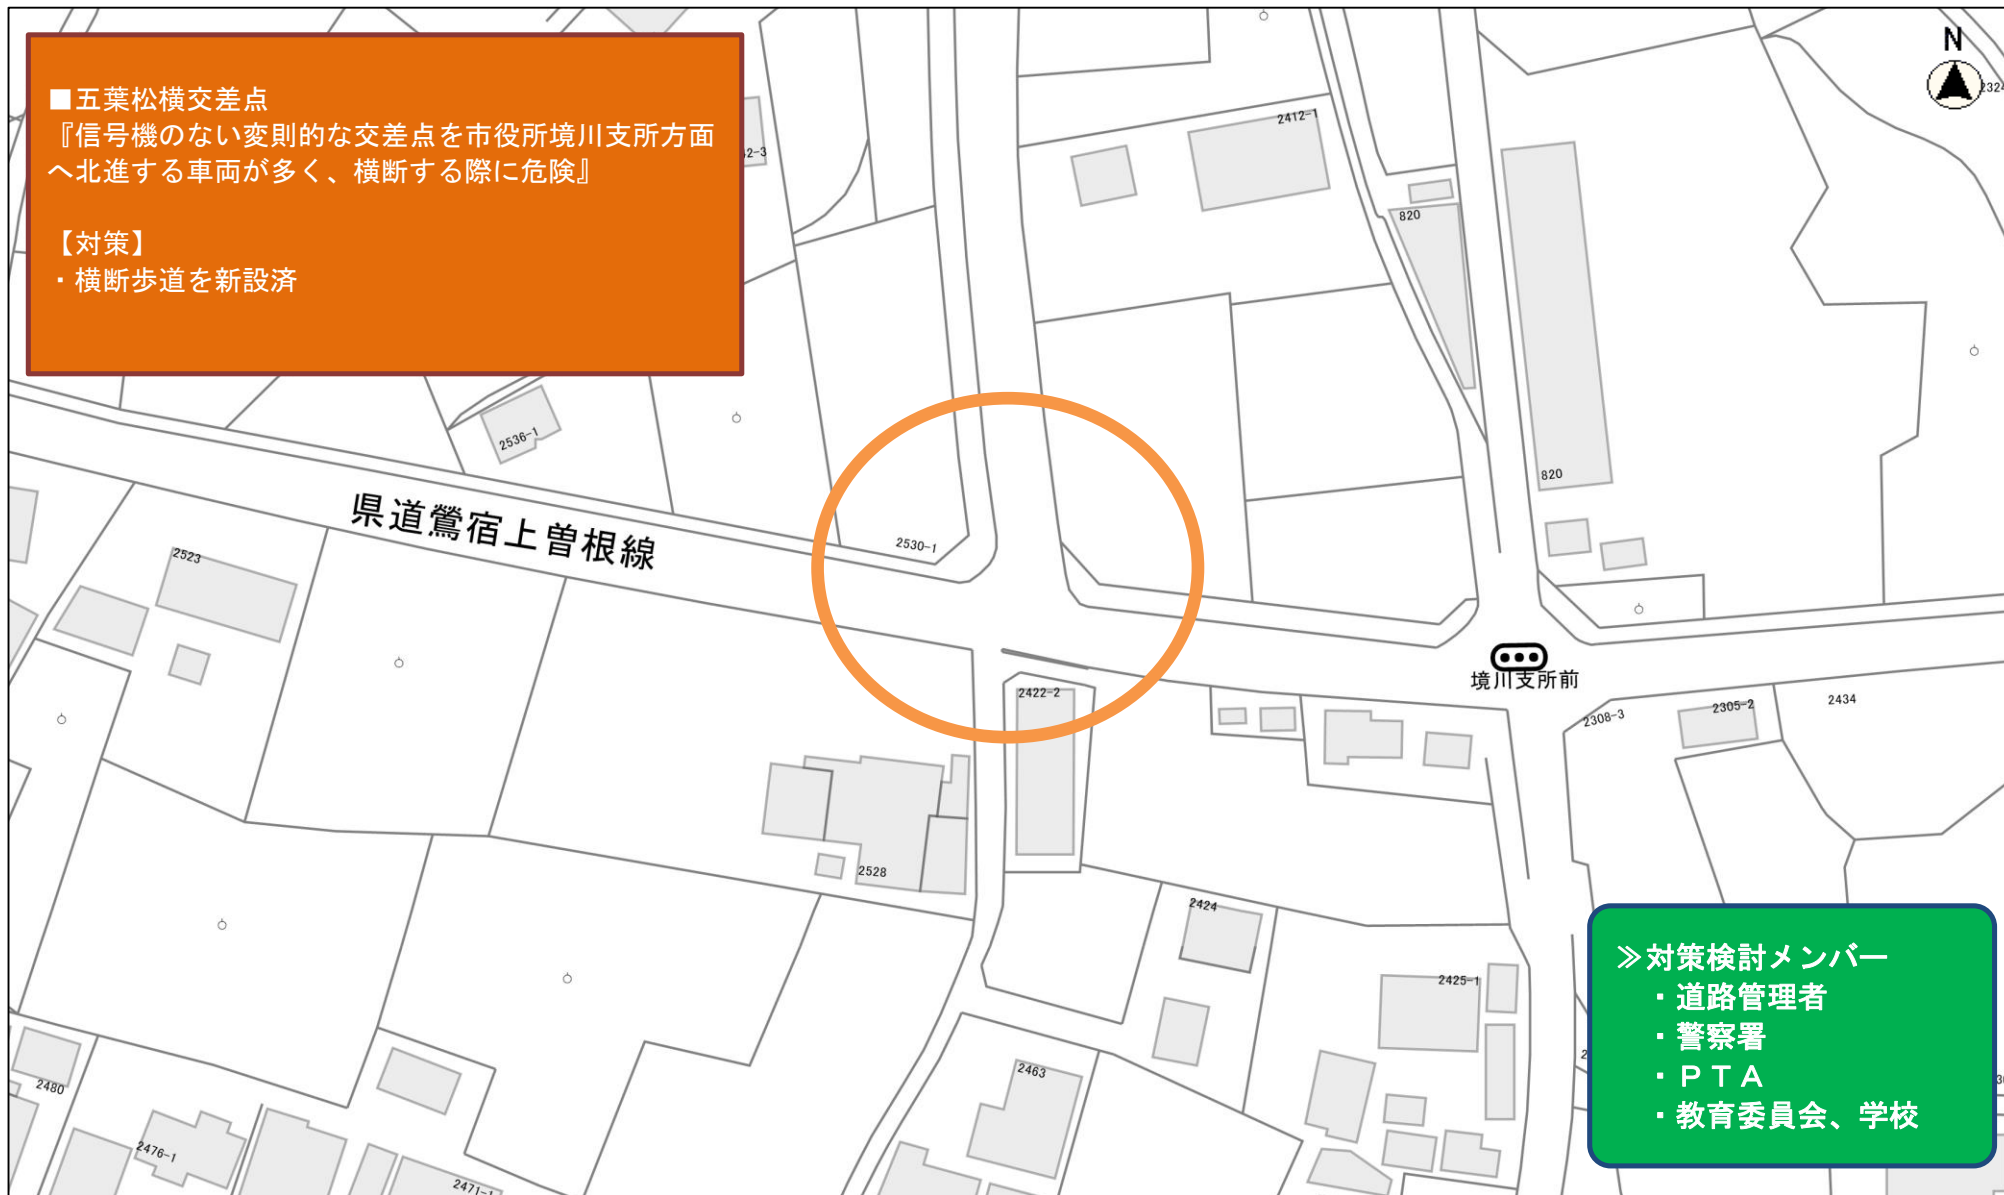 ■五葉松横交差点
『信号機のない変則的な交差点を市役所境川支所方面
へ北進する車両が多く、横断する際に危険』
【対策】
・横断歩道を新設済
N
2412-1
820
820
2536-1
県道鶯宿上曽根線
2530-1
2523
境川支所前
2422-2
2308-3
2305-2
2434
2528
2424
2425-1
2463
2480
2476-1
≫対策検討メンバー
・道路管理者
・警察署
・ＰＴＡ
・教育委員会、学校